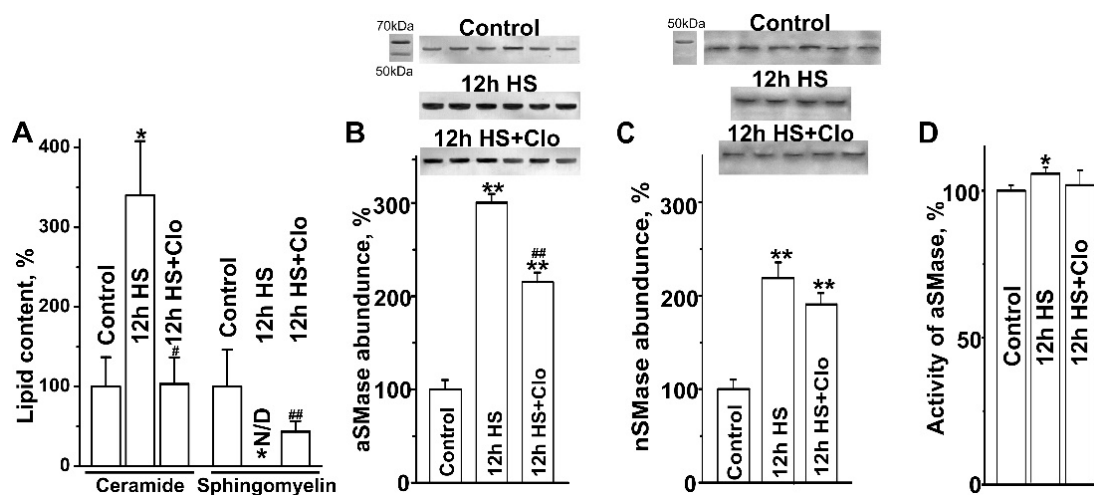 70kDa
Control
50kDa
12h HS
12h HS+Clo
50kDa
Control
12h HS
12h HS+Clo
A
Lipid content, %
400
300
200
100
0
Control
*
12h HS
12h HS+Clo
#
Control
12h HS
*N/D
12h HS+Clo
##
Ceramide
Sphingomyelin
B
aSMase abundunce, %
300
200
100
0
Control
**
12h HS
##
**
12h HS+Clo
C
nSMase abundunce, %
300
200
100
0
Control
**
12h HS
**
12h HS+Clo
D
Activity of aSMase, %
100
50
0
Control
*
12h HS
12h HS+Clo